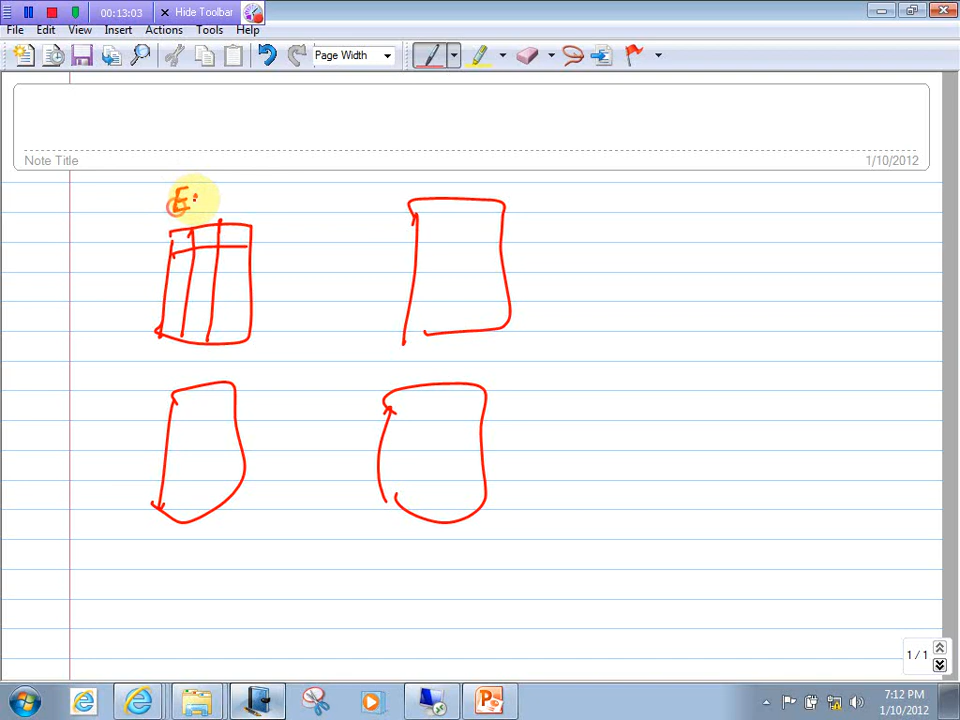 00:13:03 Hide Toolbar
File Edit View Insert Actions Tools Help
Page Width
Note Title 1/10/2012
E
1 / 1
7:12 PM
1/10/2012